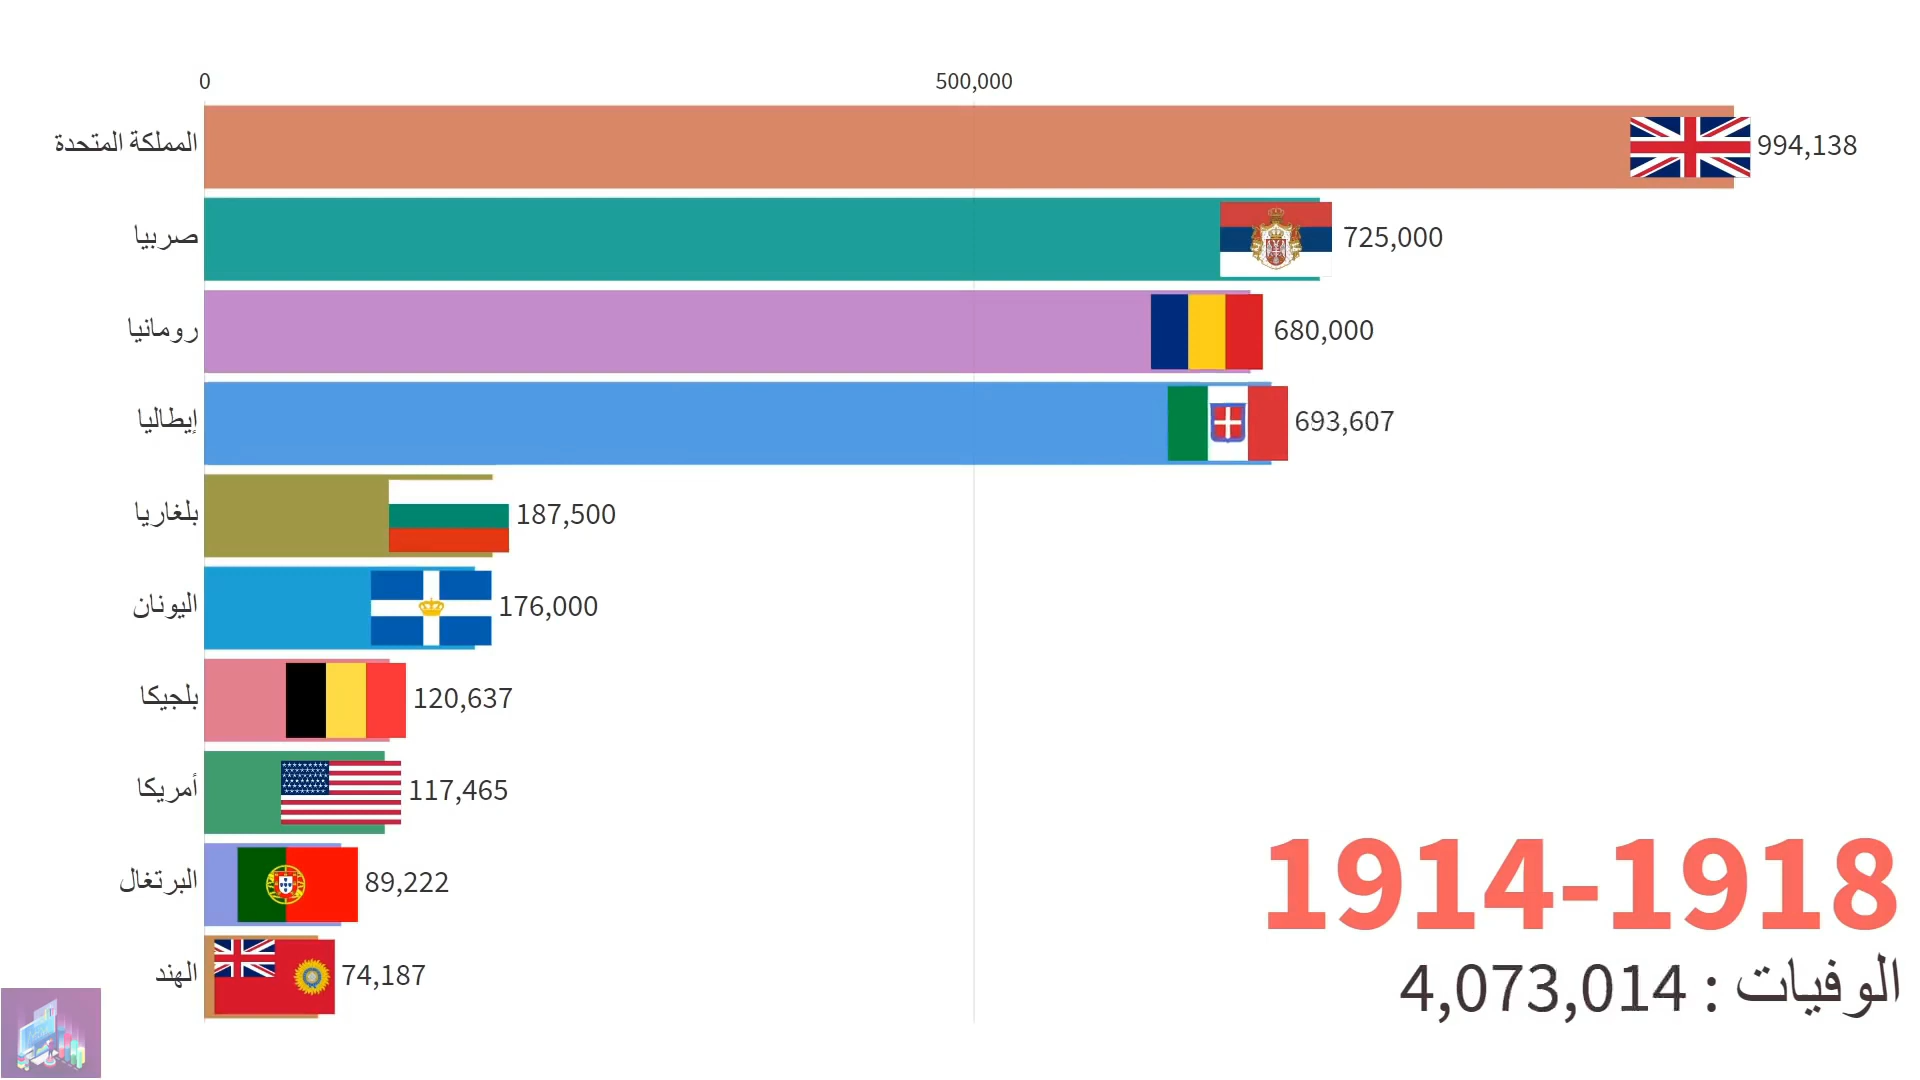 0
500,000
المملكة المتحدة 994,138
صربيا 725,000
رومانيا 680,000
إيطاليا 693,607
بلغاريا 187,500
اليونان 176,000
بلجيكا 120,637
أمريكا 117,465
البرتغال 89,222
الهند 74,187
1914-1918
الوفيات : 4,073,014